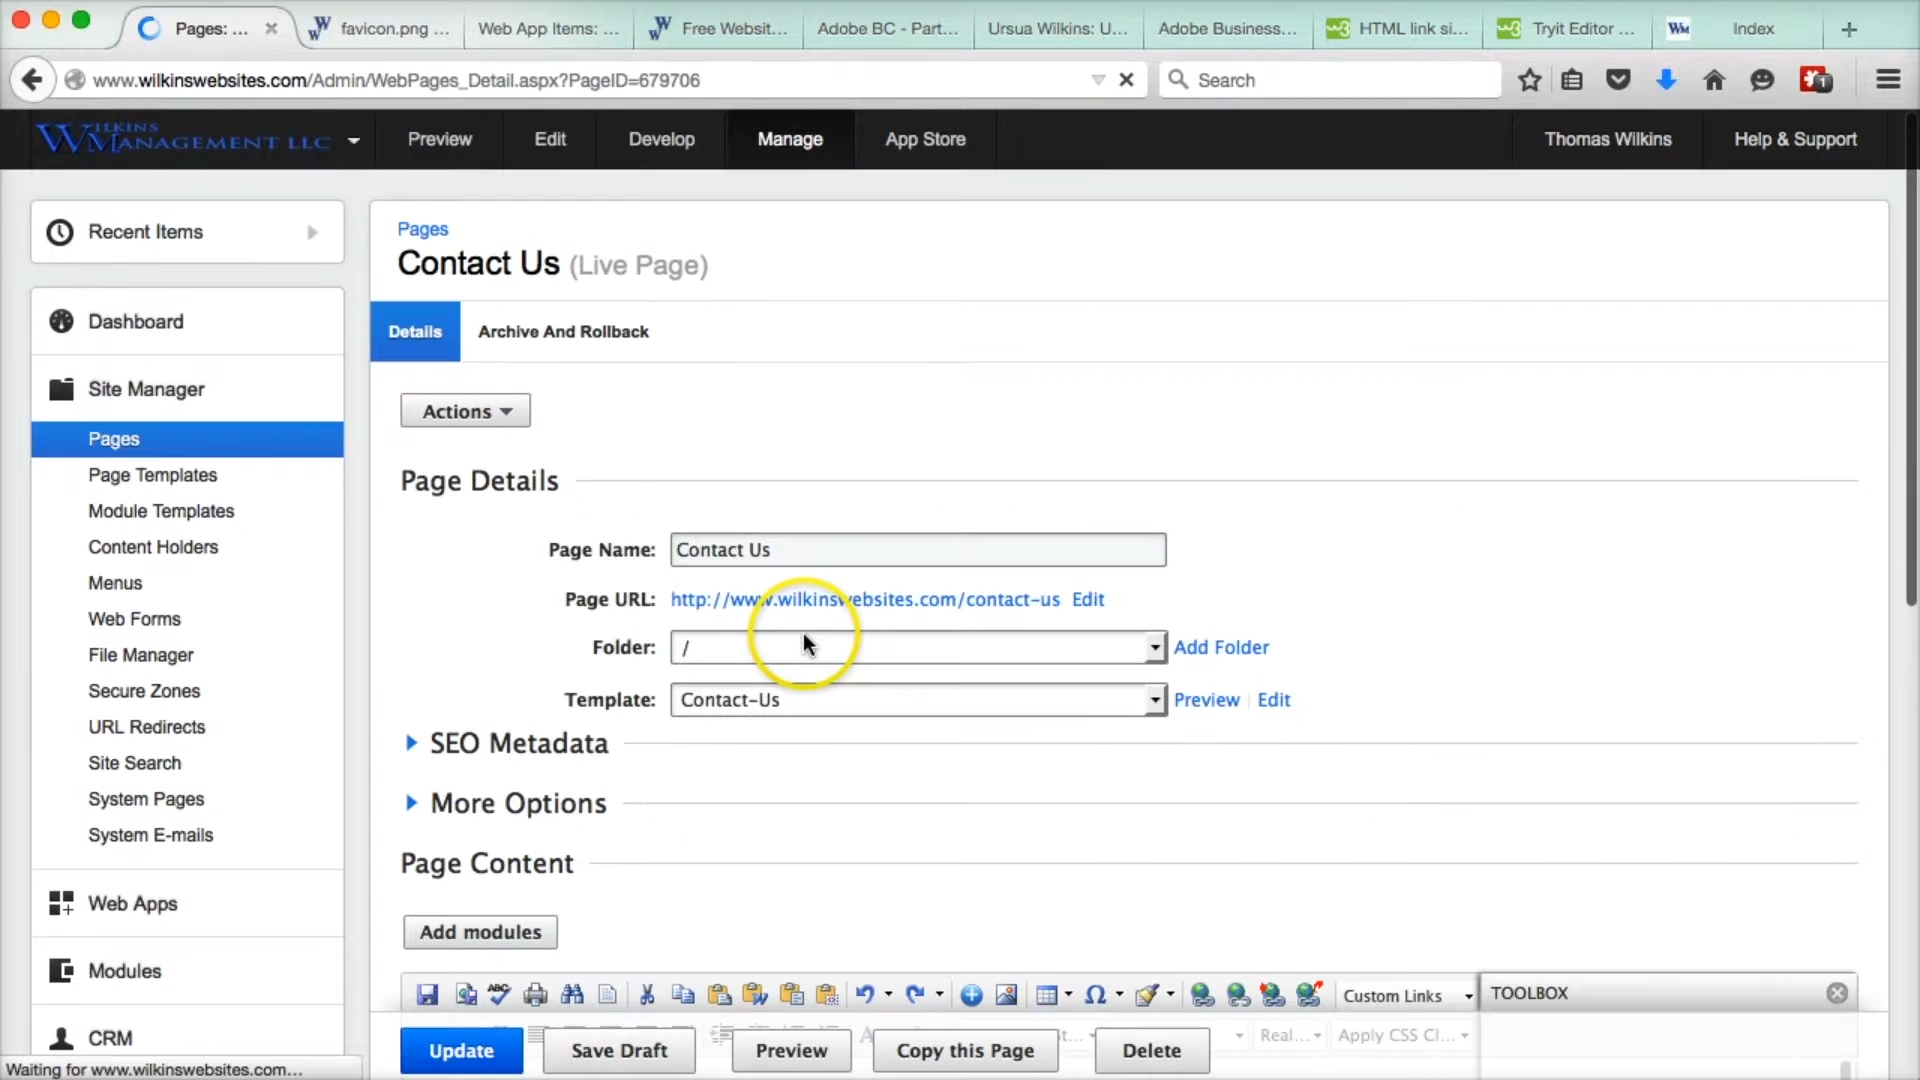 Pages: ... favicon.png ... Web App Items: ... Free Websit... Adobe BC - Part... Ursua Wilkins: U... Adobe Business... HTML link si... Tryit Editor ... Index
www.wilkinswebsites.com/Admin/WebPages_Detail.aspx?PageID=679706 Search 1
WILKINS MANAGEMENT LLC Preview Edit Develop Manage App Store Thomas Wilkins Help & Support
Recent Items
Dashboard
Site Manager
Pages
Page Templates
Module Templates
Content Holders
Menus
Web Forms
File Manager
Secure Zones
URL Redirects
Site Search
System Pages
System E-mails
Web Apps
Modules
CRM
Pages
Contact Us (Live Page)
Details Archive And Rollback
Actions
Page Details
Page Name: Contact Us
Page URL: http://www.wilkinswebsites.com/contact-us Edit
Folder: / Add Folder
Template: Contact-Us Preview Edit
SEO Metadata
More Options
Page Content
Add modules
ABC Custom Links TOOLBOX
Real... Apply CSS Cl...
Update Save Draft Preview Copy this Page Delete
Waiting for www.wilkinswebsites.com...